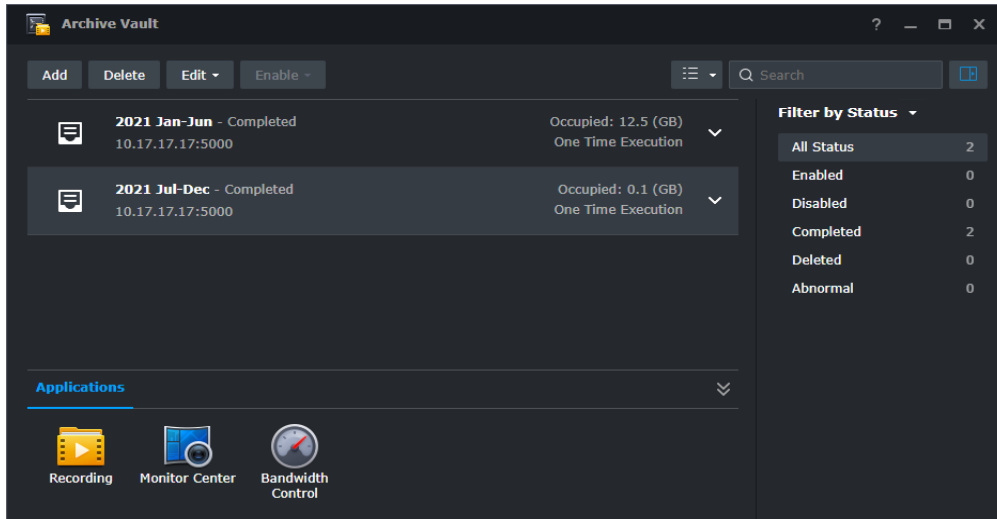 Archive Vault
Add Delete Edit Enable Search
2021 Jan-Jun - Completed Occupied: 12.5 (GB)
10.17.17.17:5000 One Time Execution
2021 Jul-Dec - Completed Occupied: 0.1 (GB)
10.17.17.17:5000 One Time Execution
Filter by Status
All Status 2
Enabled 0
Disabled 0
Completed 2
Deleted 0
Abnormal 0
Applications
Recording Monitor Center Bandwidth
Control